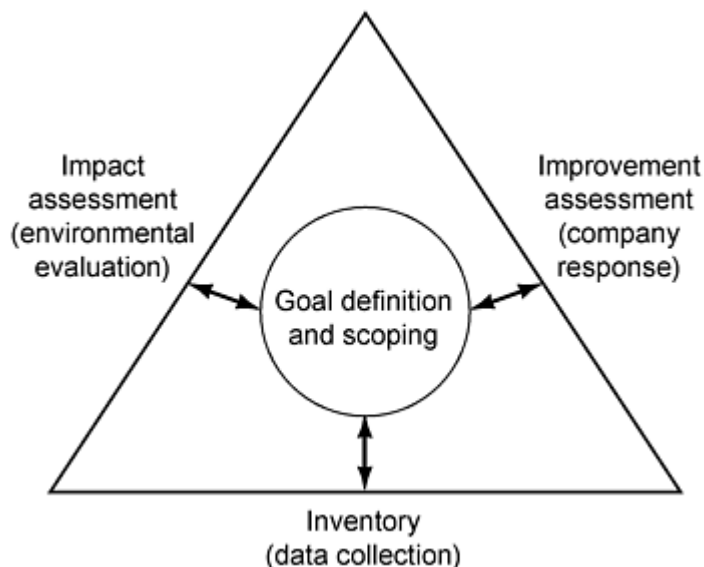 Impact
assessment
(environmental
evaluation)
Improvement
assessment
(company
response)
Goal definition
and scoping
Inventory
(data collection)